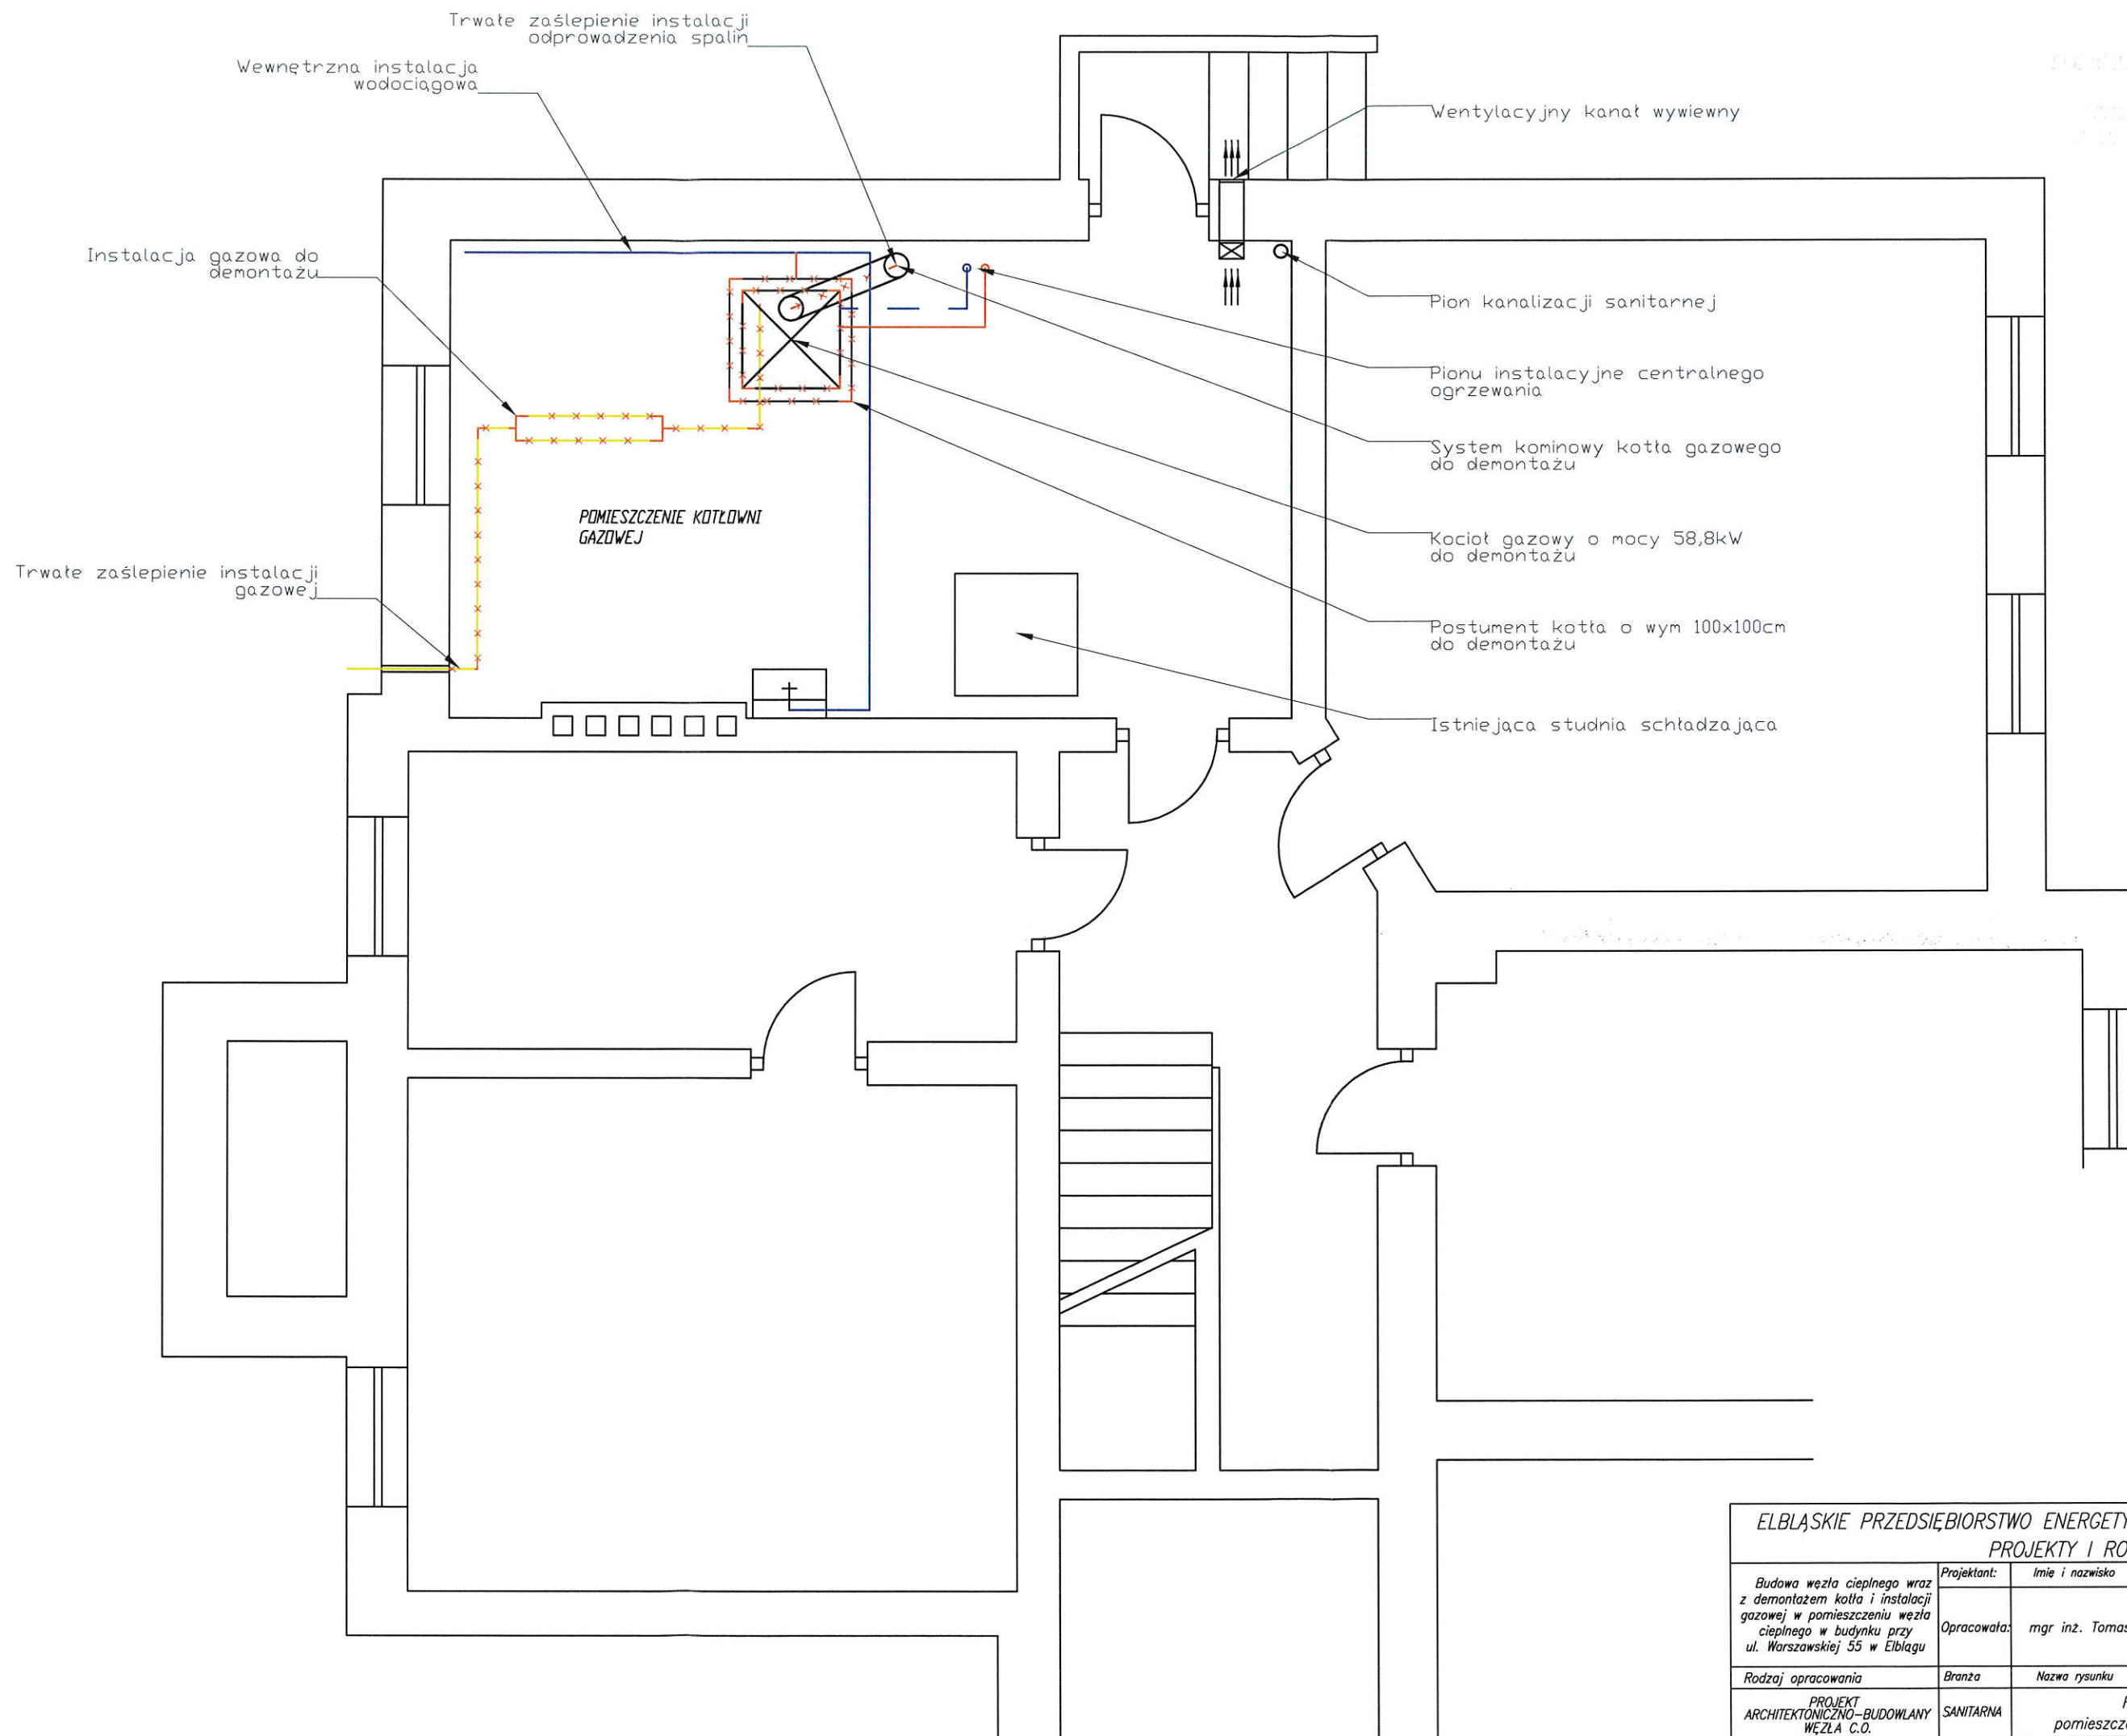 Trwałe zaślepienie instalacji
odprowadzenia spalin
Wewnętrzna instalacja
wodociągowa
Wentylacyjny kanał wywiewny
Instalacja gazowa do
demontażu
Pion kanalizacji sanitarnej
Pionu instalacyjne centralnego
ogrzewania
System kominowy kotła gazowego
do demontażu
POMIESZCZENIE KOTŁOWNI
GAZOWEJ
Kocioł gazowy o mocy 58,8kW
do demontażu
Trwałe zaślepienie instalacji
gazowej
Postument kotła o wym 100x100cm
do demontażu
Istniejąca studnia schładzająca
ELBLĄSKIE PRZEDSIĘBIORSTWO ENERGETY
PROJEKTY I RO
Budowa węzła cieplnego wraz
z demontażem kotła i instalacji
gazowej w pomieszczeniu węzła
cieplnego w budynku przy
ul. Warszawskiej 55 w Elblągu
Projektant:
Imię i nazwisko
Opracowała:
mgr inż. Tomas
Rodzaj opracowania
Branża
Nazwa rysunku
PROJEKT
ARCHITEKTONICZNO-BUDOWLANY
WĘZŁA C.O.
SANITARNA
pomieszcz